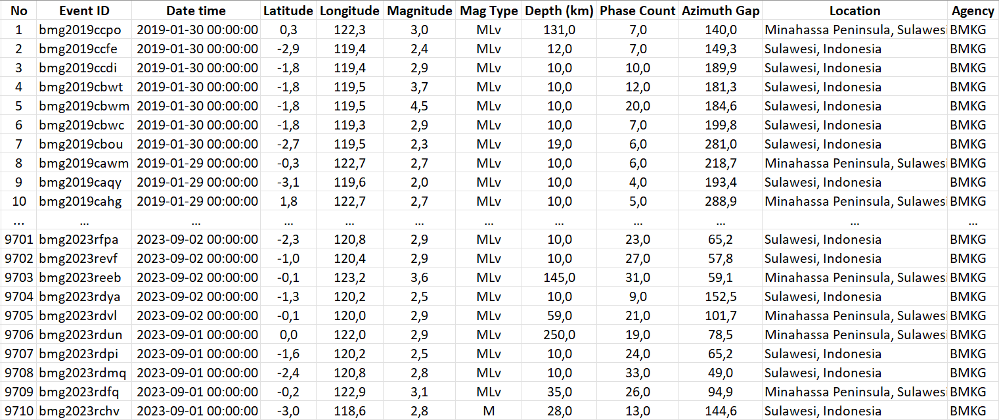 No Event ID Date time Latitude Longitude Magnitude Mag Type Depth (km) Phase Count Azimuth Gap Location Agency
1 bmg2019ccpo 2019-01-30 00:00:00 0,3 122,3 3,0 MLv 131,0 7,0 140,0 Minahassa Peninsula, Sulawesi BMKG
2 bmg2019ccfe 2019-01-30 00:00:00 -2,9 119,4 2,4 MLv 12,0 7,0 149,3 Sulawesi, Indonesia BMKG
3 bmg2019ccdi 2019-01-30 00:00:00 -1,8 119,4 2,9 MLv 10,0 10,0 189,9 Sulawesi, Indonesia BMKG
4 bmg2019cbwt 2019-01-30 00:00:00 -1,8 119,5 3,7 MLv 10,0 12,0 181,3 Sulawesi, Indonesia BMKG
5 bmg2019cbwm 2019-01-30 00:00:00 -1,8 119,5 4,5 MLv 10,0 20,0 184,6 Sulawesi, Indonesia BMKG
6 bmg2019cbwc 2019-01-30 00:00:00 -1,8 119,3 2,9 MLv 10,0 7,0 199,8 Sulawesi, Indonesia BMKG
7 bmg2019cbou 2019-01-30 00:00:00 -2,7 119,5 2,3 MLv 19,0 6,0 281,0 Sulawesi, Indonesia BMKG
8 bmg2019cawm 2019-01-29 00:00:00 -0,3 122,7 2,7 MLv 10,0 6,0 218,7 Minahassa Peninsula, Sulawesi BMKG
9 bmg2019caqy 2019-01-29 00:00:00 -3,1 119,6 2,0 MLv 10,0 4,0 193,4 Sulawesi, Indonesia BMKG
10 bmg2019cahg 2019-01-29 00:00:00 1,8 122,7 2,7 MLv 10,0 5,0 288,9 Minahassa Peninsula, Sulawesi BMKG
... ... ... ... ... ... ... ... ... ... ... ...
9701 bmg2023rfpa 2023-09-02 00:00:00 -2,3 120,8 2,9 MLv 10,0 23,0 65,2 Sulawesi, Indonesia BMKG
9702 bmg2023revf 2023-09-02 00:00:00 -1,0 120,4 2,9 MLv 10,0 27,0 57,8 Sulawesi, Indonesia BMKG
9703 bmg2023reeb 2023-09-02 00:00:00 -0,1 123,2 3,6 MLv 145,0 31,0 59,1 Minahassa Peninsula, Sulawesi BMKG
9704 bmg2023rdya 2023-09-02 00:00:00 -1,3 120,2 2,5 MLv 10,0 9,0 152,5 Sulawesi, Indonesia BMKG
9705 bmg2023rdvl 2023-09-02 00:00:00 -0,1 120,0 2,9 MLv 59,0 21,0 101,7 Minahassa Peninsula, Sulawesi BMKG
9706 bmg2023rdun 2023-09-01 00:00:00 0,0 122,0 2,9 MLv 250,0 19,0 78,5 Minahassa Peninsula, Sulawesi BMKG
9707 bmg2023rdpi 2023-09-01 00:00:00 -1,6 120,2 2,5 MLv 10,0 24,0 65,2 Sulawesi, Indonesia BMKG
9708 bmg2023rdmq 2023-09-01 00:00:00 -2,4 120,8 2,8 MLv 10,0 33,0 49,0 Sulawesi, Indonesia BMKG
9709 bmg2023rdfq 2023-09-01 00:00:00 -0,2 122,9 3,1 MLv 35,0 26,0 94,9 Minahassa Peninsula, Sulawesi BMKG
9710 bmg2023rchv 2023-09-01 00:00:00 -3,0 118,6 2,8 M 28,0 13,0 144,6 Sulawesi, Indonesia BMKG